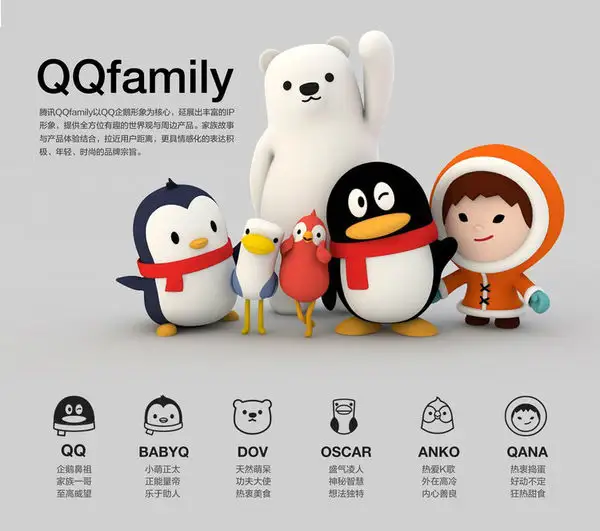 QQfamily
腾讯QQfamily以QQ企鹅形象为核心，延展出丰富的IP
形象，提供全方位有趣的世界观与周边产品。家族故事
与产品体验结合，拉近用户距离，更具情感化的表达积
极、年轻、时尚的品牌宗旨。
QQ BABYQ DOV OSCAR ANKO QANA
企鹅鼻祖 小萌正太 天然萌呆 盛气凌人 热爱K歌 热衷捣蛋
家族一哥 正能量帝 功夫大使 神秘智慧 外在高冷 好动不定
至高威望 乐于助人 热衷美食 想法独特 内心善良 狂热甜食